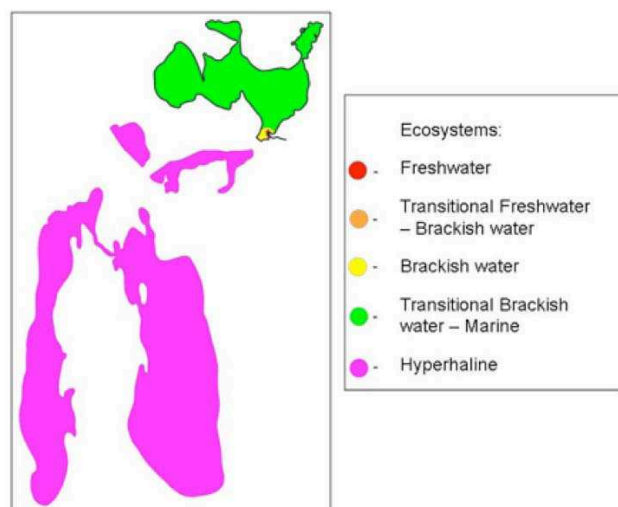 Ecosystems:
- Freshwater
- Transitional Freshwater
– Brackish water
- Brackish water
- Transitional Brackish
water – Marine
- Hyperhaline